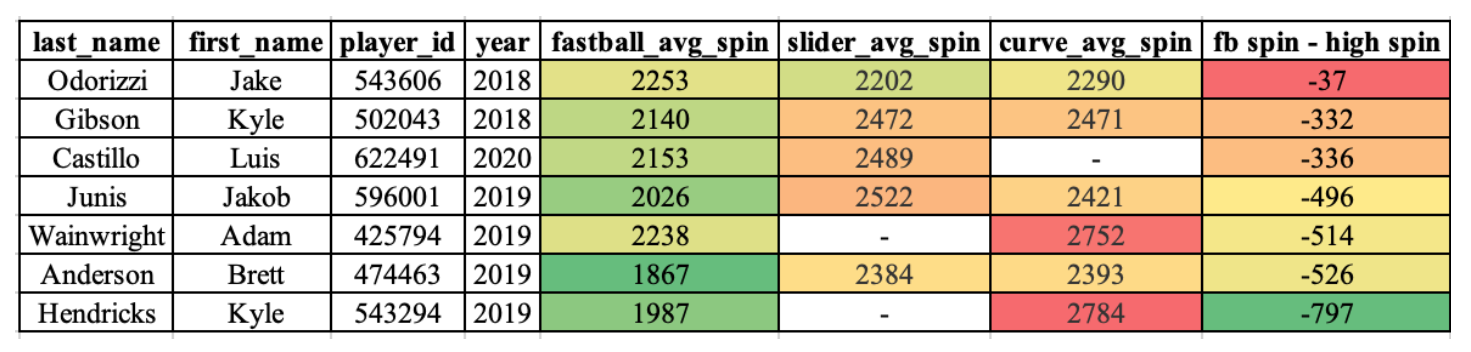 last_name first_name player_id year fastball_avg_spin slider_avg_spin curve_avg_spin fb spin - high spin
Odorizzi Jake 543606 2018 2253 2202 2290 -37
Gibson Kyle 502043 2018 2140 2472 2471 -332
Castillo Luis 622491 2020 2153 2489 - -336
Junis Jakob 596001 2019 2026 2522 2421 -496
Wainwright Adam 425794 2019 2238 - 2752 -514
Anderson Brett 474463 2019 1867 2384 2393 -526
Hendricks Kyle 543294 2019 1987 - 2784 -797